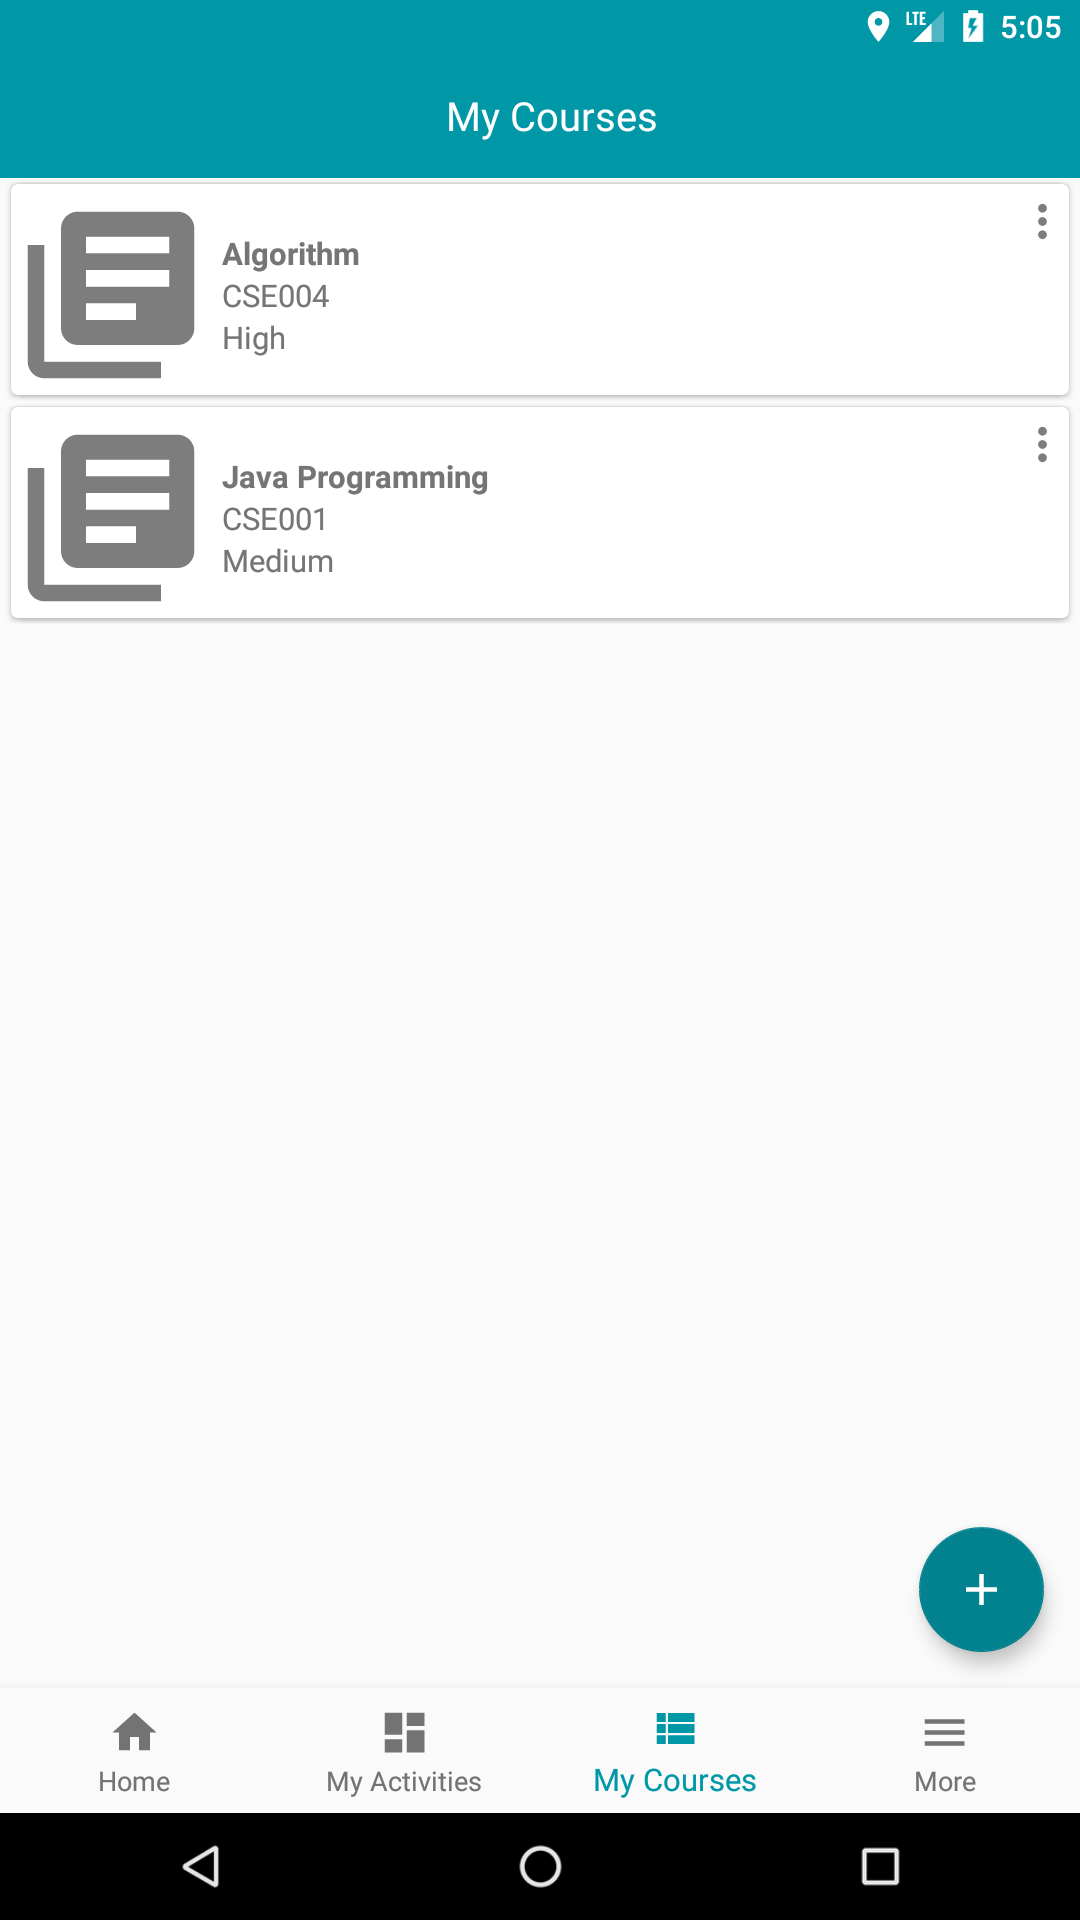 LTE 5:05
My Courses
Algorithm
CSE004
High
Java Programming
CSE001
Medium
Home My Activities My Courses More